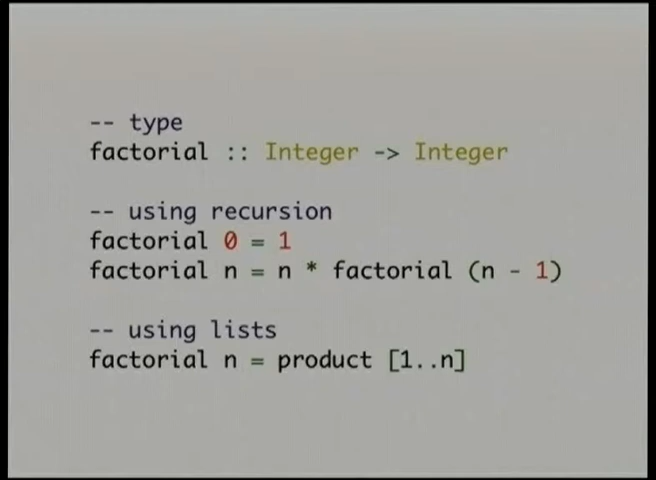 -- type
factorial :: Integer -> Integer
-- using recursion
factorial 0 = 1
factorial n = n * factorial (n - 1)
-- using lists
factorial n = product [1..n]